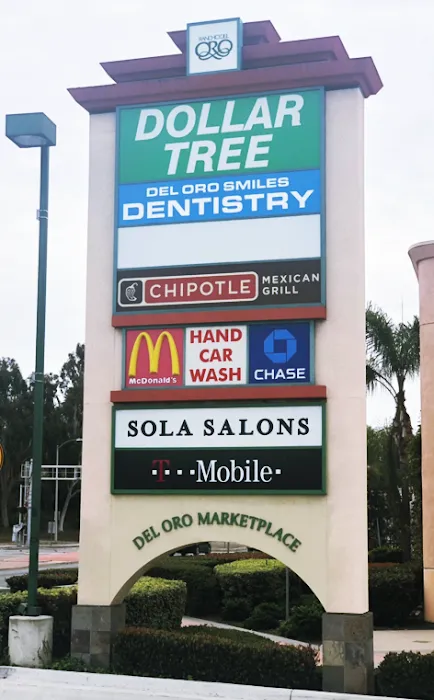 RANCHO DEL
ORO
DOLLAR
TREE
DEL ORO SMILES
DENTISTRY
CHIPOTLE MEXICAN
GRILL
McDonald's
HAND
CAR
WASH
CHASE
SOLA SALONS
T··Mobile·
DEL ORO MARKETPLACE